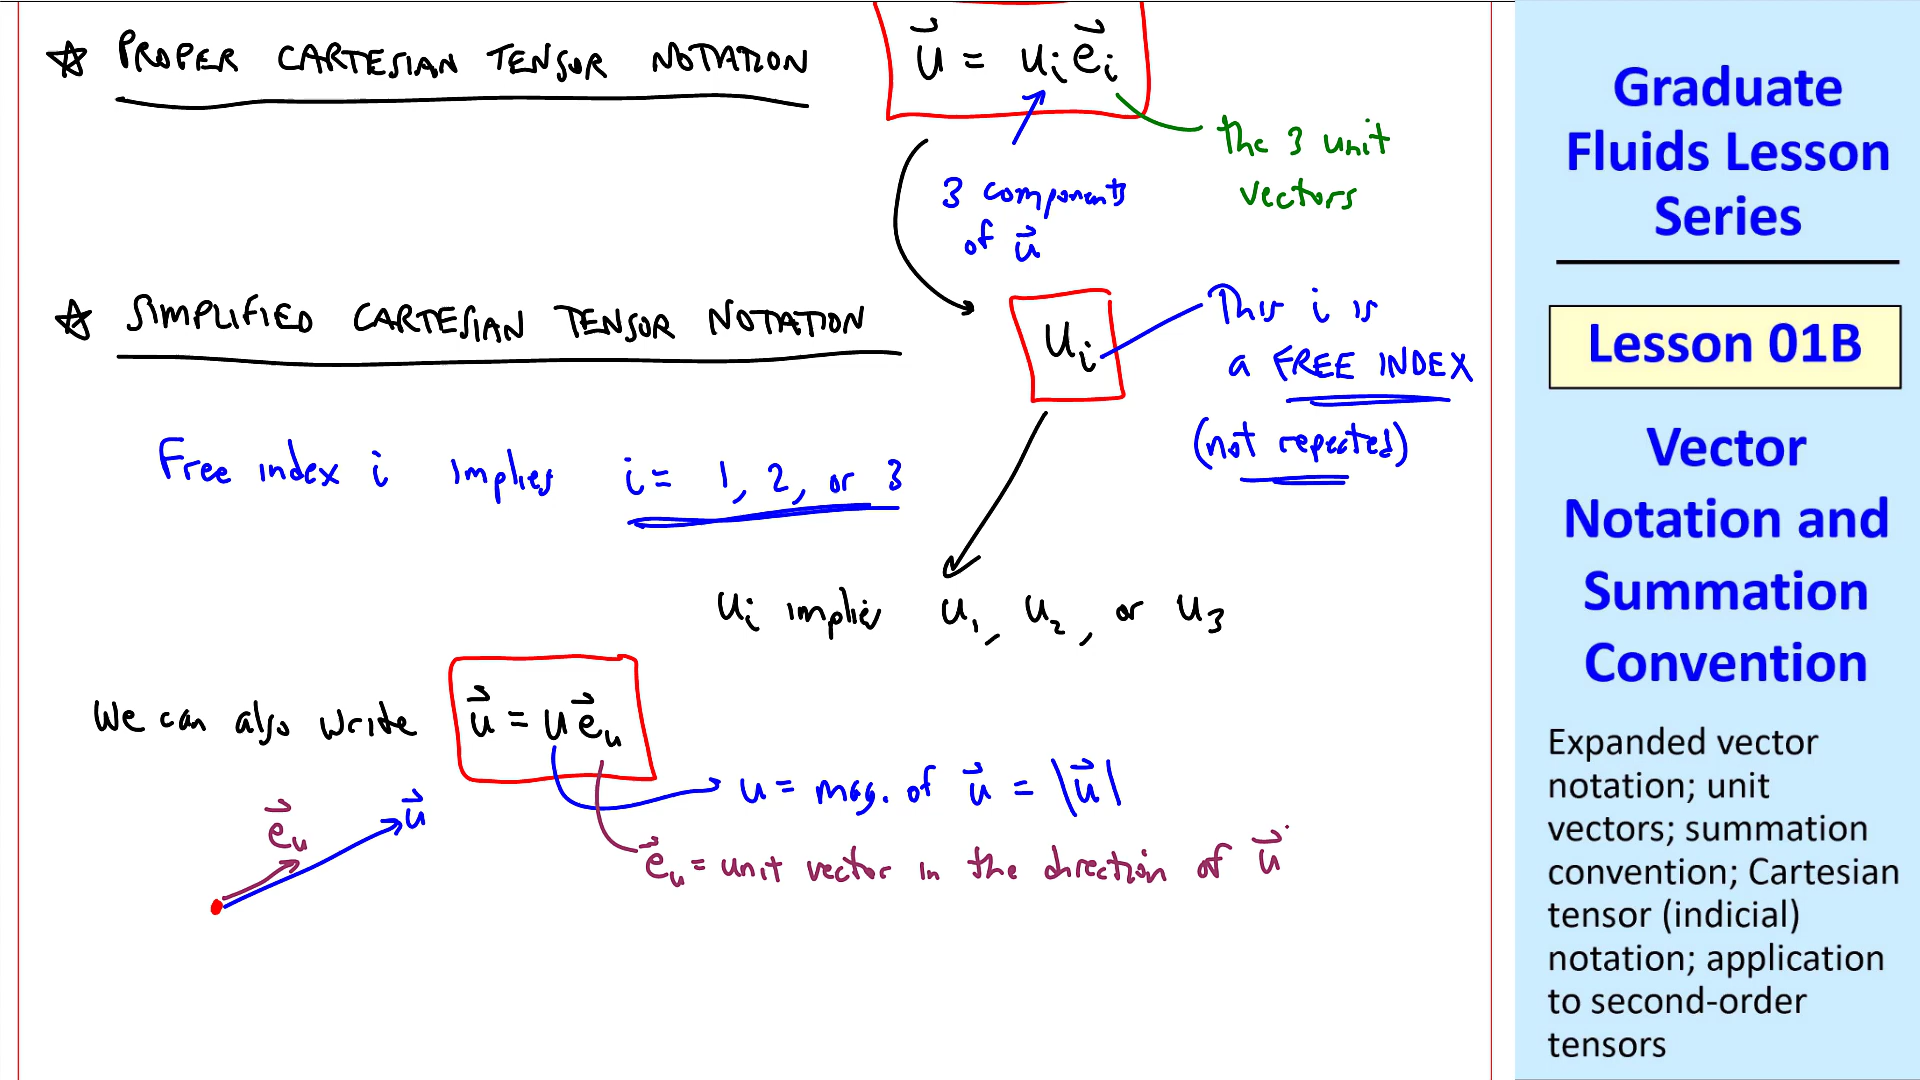 ☆ PROPER CARTESIAN TENSOR NOTATION
u⃗ = uᵢ e⃗ᵢ
the 3 unit
vectors
3 components
of u⃗
☆ SIMPLIFIED CARTESIAN TENSOR NOTATION
uᵢ
This i is
a FREE INDEX
(not repeated)
Free index i implies i = 1, 2, or 3
uᵢ implies u₁, u₂, or u₃
We can also write u⃗ = u e⃗ᵤ
u = mag. of u⃗ = |u⃗|
e⃗ᵤ = unit vector in the direction of u⃗
e⃗ᵤ
u⃗
Graduate
Fluids Lesson
Series
Lesson 01B
Vector
Notation and
Summation
Convention
Expanded vector
notation; unit
vectors; summation
convention; Cartesian
tensor (indicial)
notation; application
to second-order
tensors